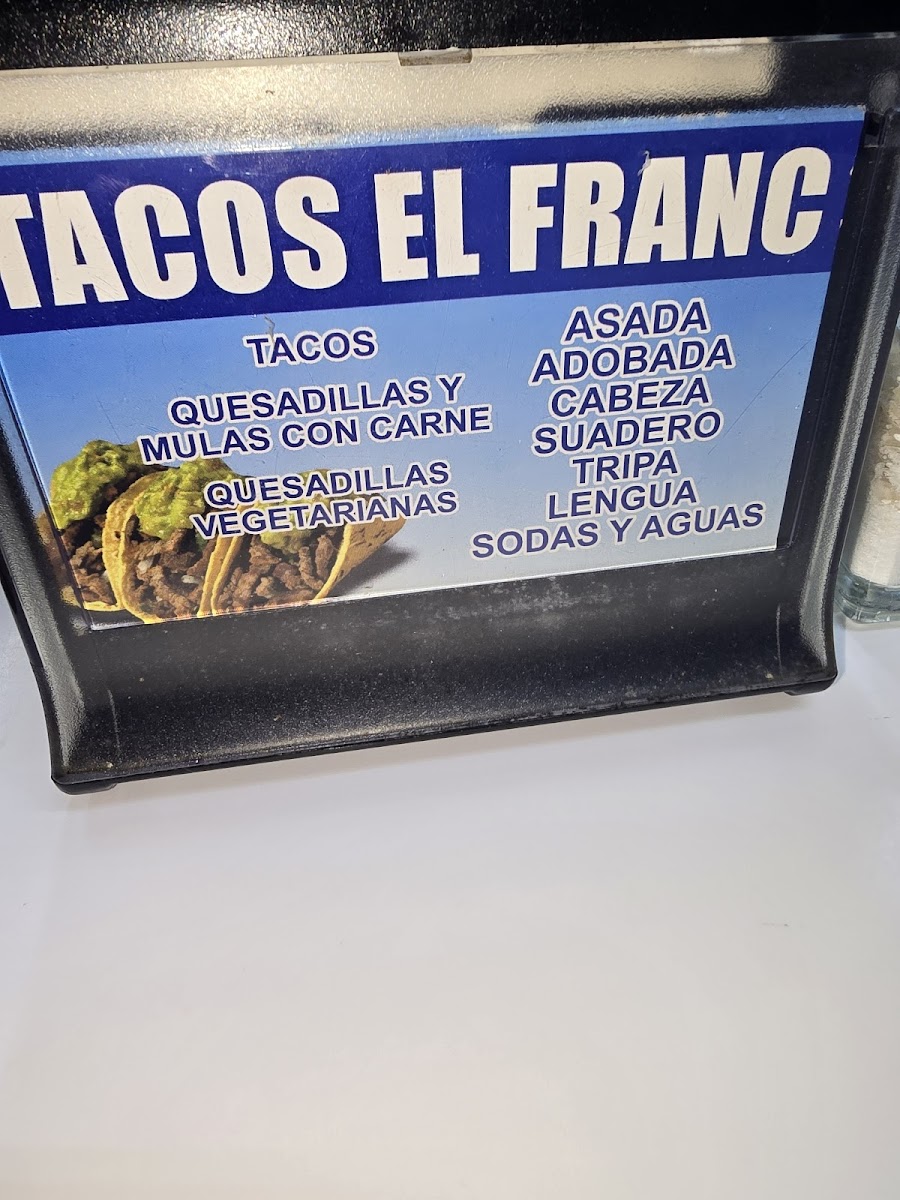 TACOS EL FRANC
TACOS
QUESADILLAS Y
MULAS CON CARNE
QUESADILLAS
VEGETARIANAS
ASADA
ADOBADA
CABEZA
SUADERO
TRIPA
LENGUA
SODAS Y AGUAS